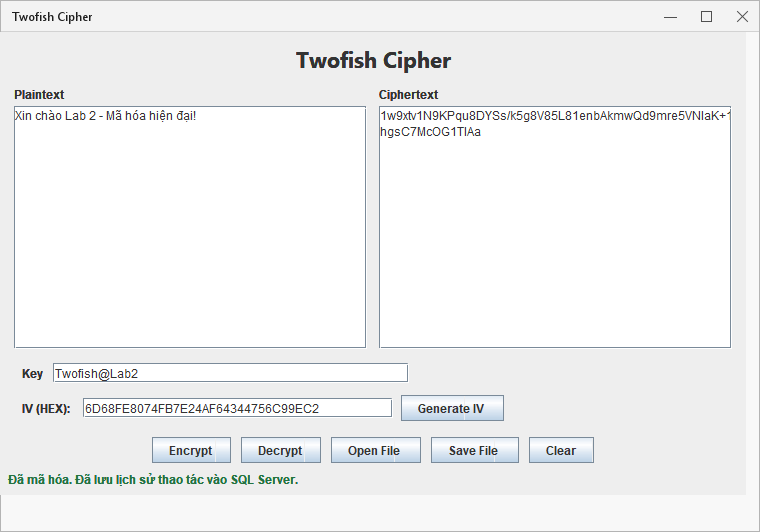 Twofish Cipher
Twofish Cipher
Plaintext
Ciphertext
Xin chào Lab 2 - Mã hóa hiện đại!
1w9xtv1N9KPqu8DYSs/k5g8V85L81enbAkmwQd9mre5VNlaK+1
hgsC7McOG1TlAa
Key
Twofish@Lab2
IV (HEX):
6D68FE8074FB7E24AF64344756C99EC2
Generate IV
Encrypt
Decrypt
Open File
Save File
Clear
Đã mã hóa. Đã lưu lịch sử thao tác vào SQL Server.